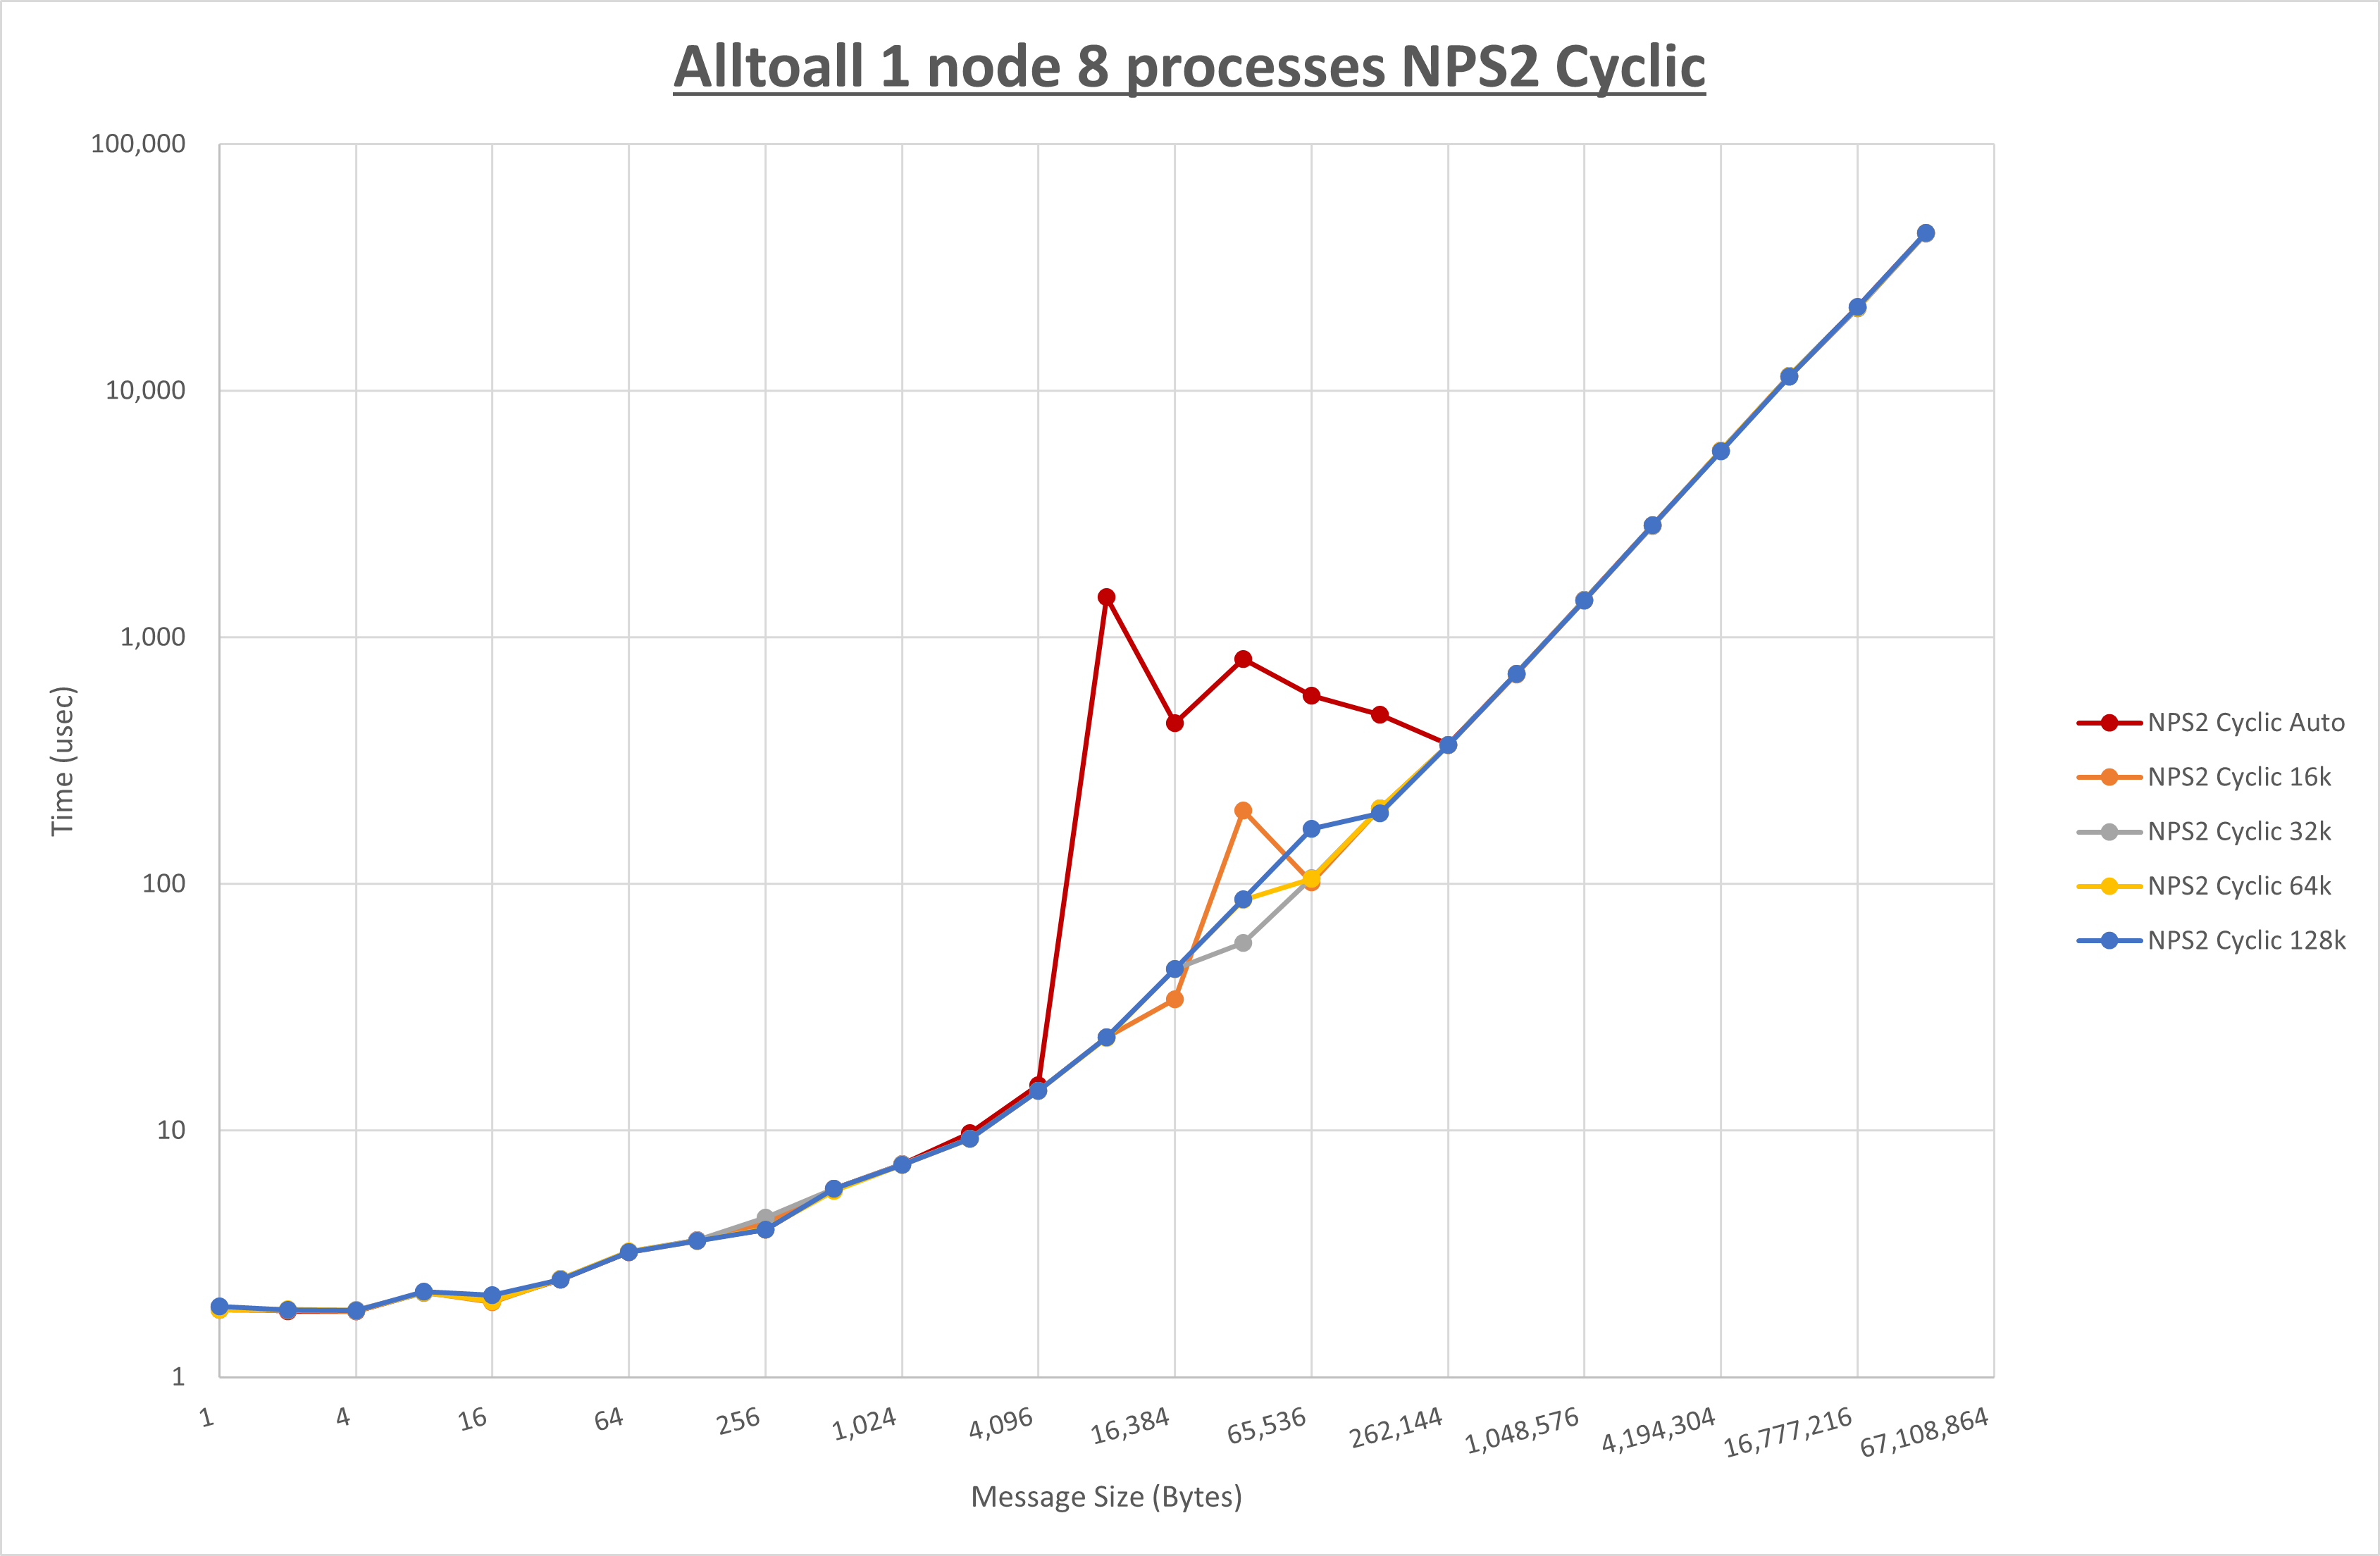 Alltoall 1 node 8 processes NPS2 Cyclic
100,000
10,000
1,000
100
10
1
Time (usec)
1
4
16
64
256
1,024
4,096
16,384
65,536
262,144
1,048,576
4,194,304
16,777,216
67,108,864
Message Size (Bytes)
NPS2 Cyclic Auto
NPS2 Cyclic 16k
NPS2 Cyclic 32k
NPS2 Cyclic 64k
NPS2 Cyclic 128k